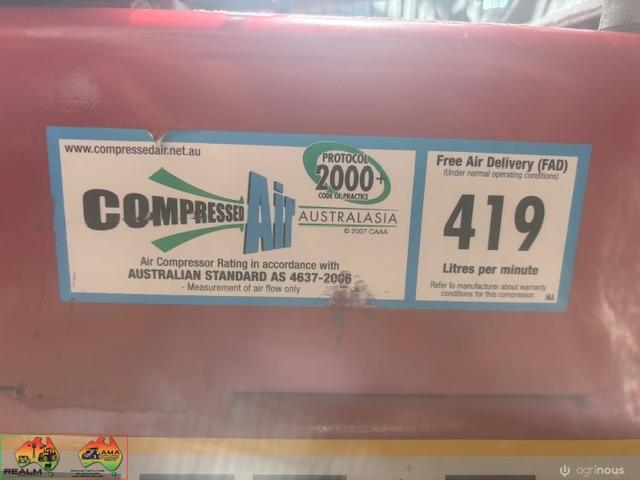 www.compressedair.net.au
PROTOCOL
2000+
CODE OF PRACTICE
COMPRESSED Air
AUSTRALASIA
© 2007 CAAA
Air Compressor Rating in accordance with
AUSTRALIAN STANDARD AS 4637-2006
- Measurement of air flow only
Free Air Delivery (FAD)
(Under normal operating conditions)
419
Litres per minute
Refer to manufacturer about warranty
conditions for this compressor.
MA
REALM
AMA
agrinous